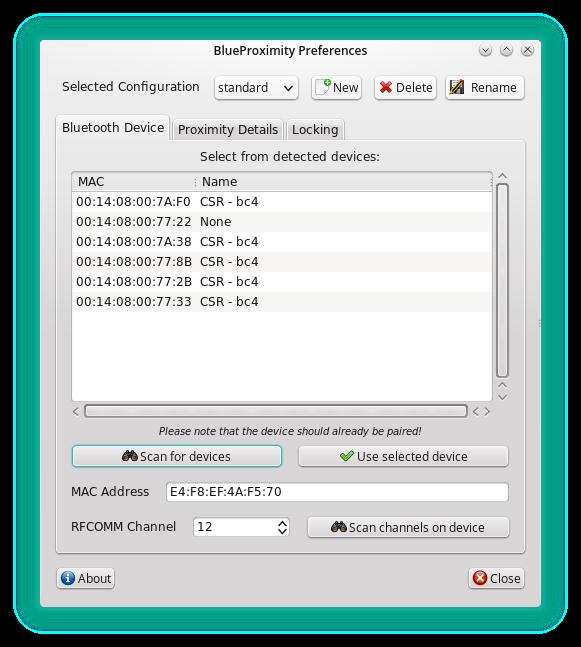 BlueProximity Preferences
Selected Configuration standard New Delete Rename
Bluetooth Device Proximity Details Locking
Select from detected devices:
MAC Name
00:14:08:00:7A:F0 CSR - bc4
00:14:08:00:77:22 None
00:14:08:00:7A:38 CSR - bc4
00:14:08:00:77:8B CSR - bc4
00:14:08:00:77:2B CSR - bc4
00:14:08:00:77:33 CSR - bc4
Please note that the device should already be paired!
Scan for devices Use selected device
MAC Address E4:F8:EF:4A:F5:70
RFCOMM Channel 12 Scan channels on device
About Close